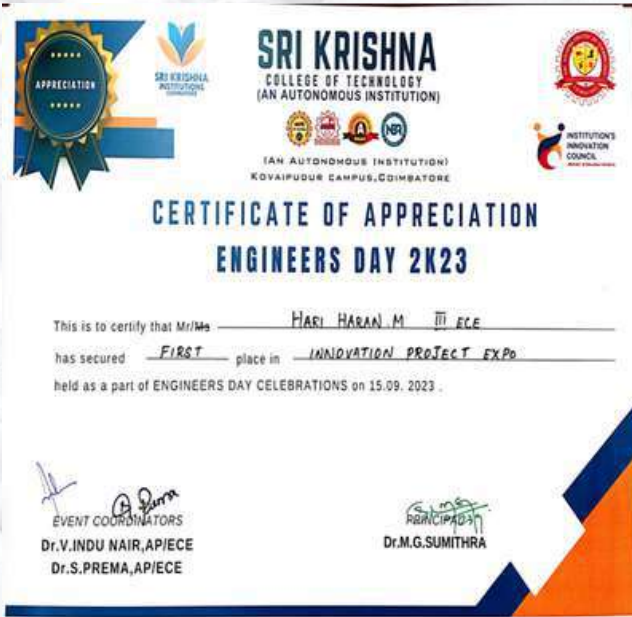 APPRECIATION
SRI KRISHNA
INSTITUTIONS
COIMBATORE
SRI KRISHNA
COLLEGE OF TECHNOLOGY
(AN AUTONOMOUS INSTITUTION)
INSTITUTION'S
INNOVATION
COUNCIL
(AN AUTONOMOUS INSTITUTION)
KOVAIPUDUR CAMPUS, COIMBATORE
CERTIFICATE OF APPRECIATION
ENGINEERS DAY 2K23
This is to certify that Mr/Ms HARI HARAN.M III ECE
has secured FIRST place in INNOVATION PROJECT EXPO
held as a part of ENGINEERS DAY CELEBRATIONS on 15.09. 2023 .
EVENT COORDINATORS
Dr.V.INDU NAIR,AP/ECE
Dr.S.PREMA,AP/ECE
PRINCIPAL
Dr.M.G.SUMITHRA